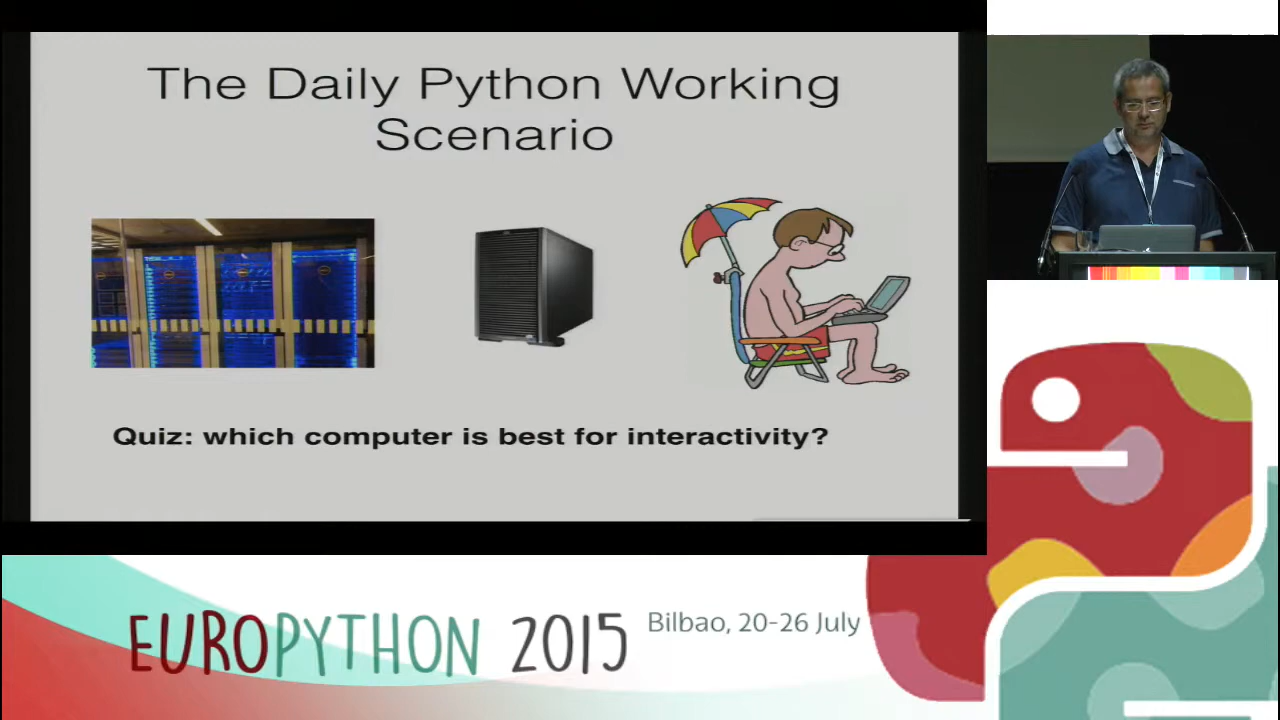 The Daily Python Working
Scenario
Quiz: which computer is best for interactivity?
EUROPYTHON 2015
Bilbao, 20-26 July